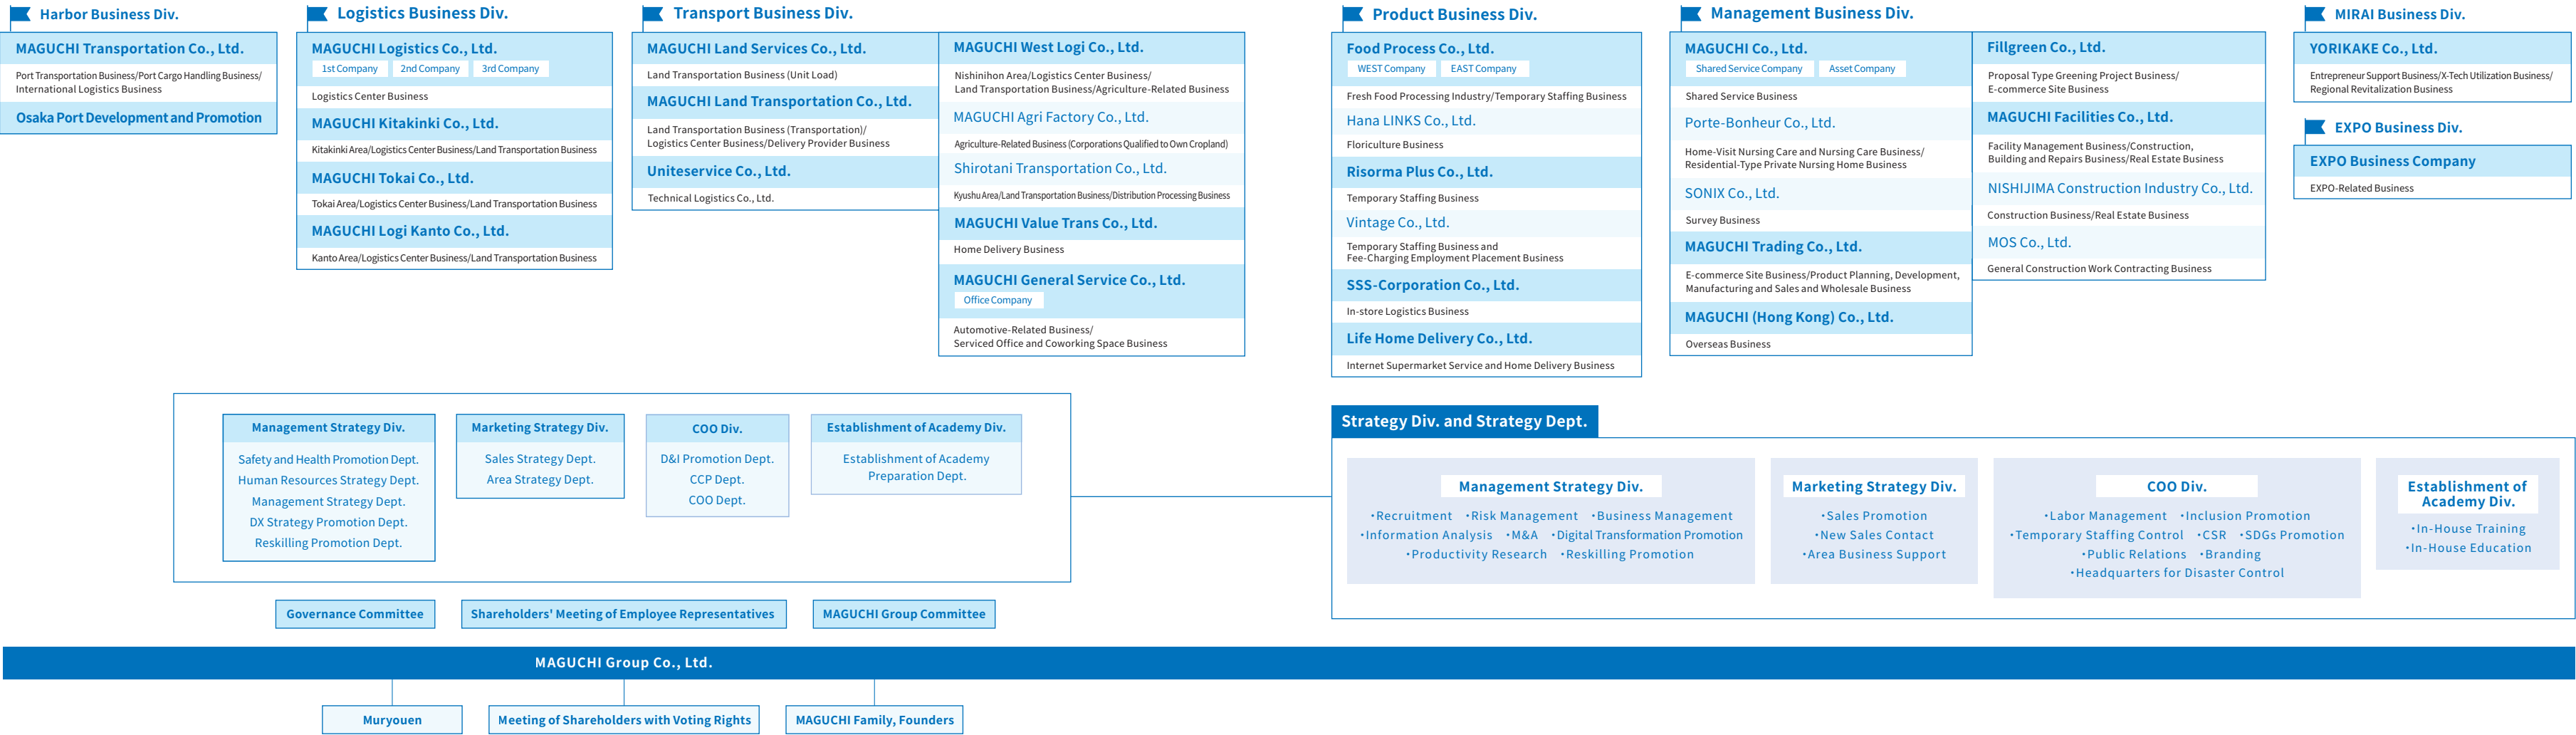 Harbor Business Div.
MAGUCHI Transportation Co., Ltd.
Port Transportation Business/Port Cargo Handling Business/
International Logistics Business
Osaka Port Development and Promotion
Logistics Business Div.
MAGUCHI Logistics Co., Ltd.
1st Company 2nd Company 3rd Company
Logistics Center Business
MAGUCHI Kitakinki Co., Ltd.
Kitakinki Area/Logistics Center Business/Land Transportation Business
MAGUCHI Tokai Co., Ltd.
Tokai Area/Logistics Center Business/Land Transportation Business
MAGUCHI Logi Kanto Co., Ltd.
Kanto Area/Logistics Center Business/Land Transportation Business
Transport Business Div.
MAGUCHI Land Services Co., Ltd.
Land Transportation Business (Unit Load)
MAGUCHI Land Transportation Co., Ltd.
Land Transportation Business (Transportation)/
Logistics Center Business/Delivery Provider Business
Uniteservice Co., Ltd.
Technical Logistics Co., Ltd.
MAGUCHI West Logi Co., Ltd.
Nishinihon Area/Logistics Center Business/
Land Transportation Business/Agriculture-Related Business
MAGUCHI Agri Factory Co., Ltd.
Agriculture-Related Business (Corporations Qualified to Own Cropland)
Shirotani Transportation Co., Ltd.
Kyushu Area/Land Transportation Business/Distribution Processing Business
MAGUCHI Value Trans Co., Ltd.
Home Delivery Business
MAGUCHI General Service Co., Ltd.
Office Company
Automotive-Related Business/
Serviced Office and Coworking Space Business
Product Business Div.
Food Process Co., Ltd.
WEST Company EAST Company
Fresh Food Processing Industry/Temporary Staffing Business
Hana LINKS Co., Ltd.
Floriculture Business
Risorma Plus Co., Ltd.
Temporary Staffing Business
Vintage Co., Ltd.
Temporary Staffing Business and
Fee-Charging Employment Placement Business
SSS-Corporation Co., Ltd.
In-store Logistics Business
Life Home Delivery Co., Ltd.
Internet Supermarket Service and Home Delivery Business
Management Business Div.
MAGUCHI Co., Ltd.
Shared Service Company Asset Company
Shared Service Business
Porte-Bonheur Co., Ltd.
Home-Visit Nursing Care and Nursing Care Business/
Residential-Type Private Nursing Home Business
SONIX Co., Ltd.
Survey Business
MAGUCHI Trading Co., Ltd.
E-commerce Site Business/Product Planning, Development,
Manufacturing and Sales and Wholesale Business
MAGUCHI (Hong Kong) Co., Ltd.
Overseas Business
Fillgreen Co., Ltd.
Proposal Type Greening Project Business/
E-commerce Site Business
MAGUCHI Facilities Co., Ltd.
Facility Management Business/Construction,
Building and Repairs Business/Real Estate Business
NISHIJIMA Construction Industry Co., Ltd.
Construction Business/Real Estate Business
MOS Co., Ltd.
General Construction Work Contracting Business
MIRAI Business Div.
YORIKAKE Co., Ltd.
Entrepreneur Support Business/X-Tech Utilization Business/
Regional Revitalization Business
EXPO Business Div.
EXPO Business Company
EXPO-Related Business
Management Strategy Div.
Safety and Health Promotion Dept.
Human Resources Strategy Dept.
Management Strategy Dept.
DX Strategy Promotion Dept.
Reskilling Promotion Dept.
Marketing Strategy Div.
Sales Strategy Dept.
Area Strategy Dept.
COO Div.
D&I Promotion Dept.
CCP Dept.
COO Dept.
Establishment of Academy Div.
Establishment of Academy
Preparation Dept.
Strategy Div. and Strategy Dept.
Management Strategy Div.
・Recruitment ・Risk Management ・Business Management
・Information Analysis ・M&A ・Digital Transformation Promotion
・Productivity Research ・Reskilling Promotion
Marketing Strategy Div.
・Sales Promotion
・New Sales Contact
・Area Business Support
COO Div.
・Labor Management ・Inclusion Promotion
・Temporary Staffing Control ・CSR ・SDGs Promotion
・Public Relations ・Branding
・Headquarters for Disaster Control
Establishment of
Academy Div.
・In-House Training
・In-House Education
Governance Committee
Shareholders' Meeting of Employee Representatives
MAGUCHI Group Committee
MAGUCHI Group Co., Ltd.
Muryouen
Meeting of Shareholders with Voting Rights
MAGUCHI Family, Founders